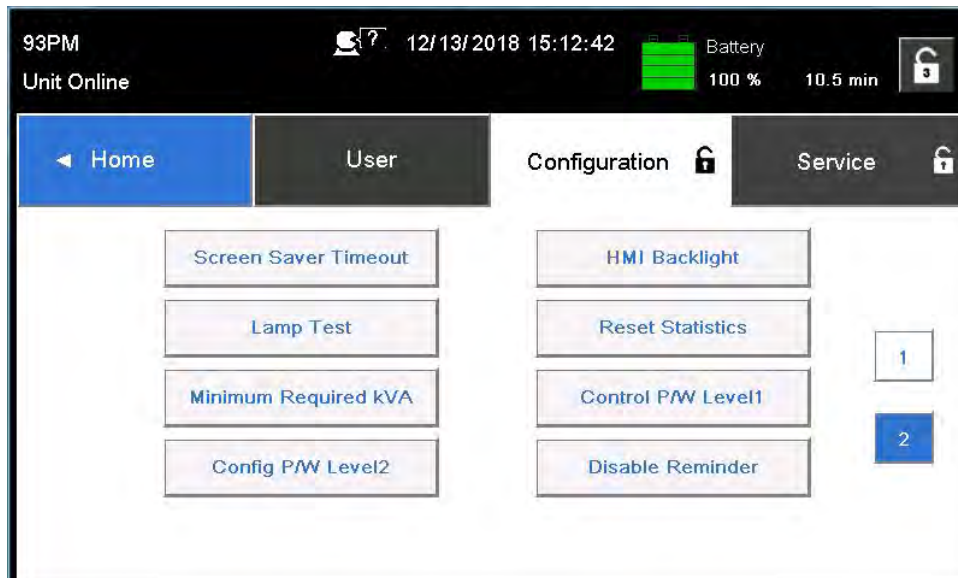 93PM
? 12/13/2018 15:12:42
Battery
Unit Online
100 % 10.5 min
3
◄ Home User Configuration Service
Screen Saver Timeout HMI Backlight
Lamp Test Reset Statistics
1
Minimum Required kVA Control P/W Level1
2
Config P/W Level2 Disable Reminder